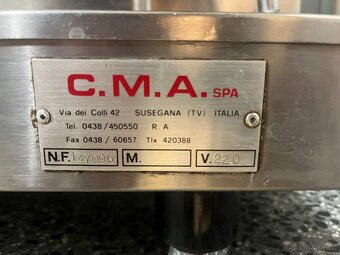 C.M.A. SPA
Via dei Colli 42 SUSEGANA (TV) ITALIA
Tel. 0438/450550 R A
Fax 0438 / 60657 Tlx 420388
N.F. 147096 M. V. 220